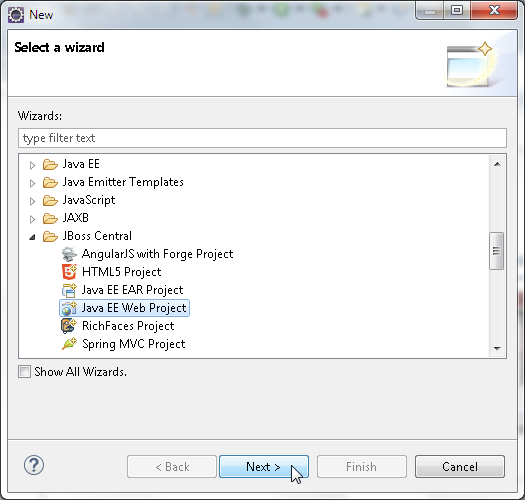 New
Select a wizard
Wizards:
type filter text
Java EE
Java Emitter Templates
JavaScript
JAXB
JBoss Central
AngularJS with Forge Project
HTML5 Project
Java EE EAR Project
Java EE Web Project
RichFaces Project
Spring MVC Project
Show All Wizards.
? < Back Next > Finish Cancel